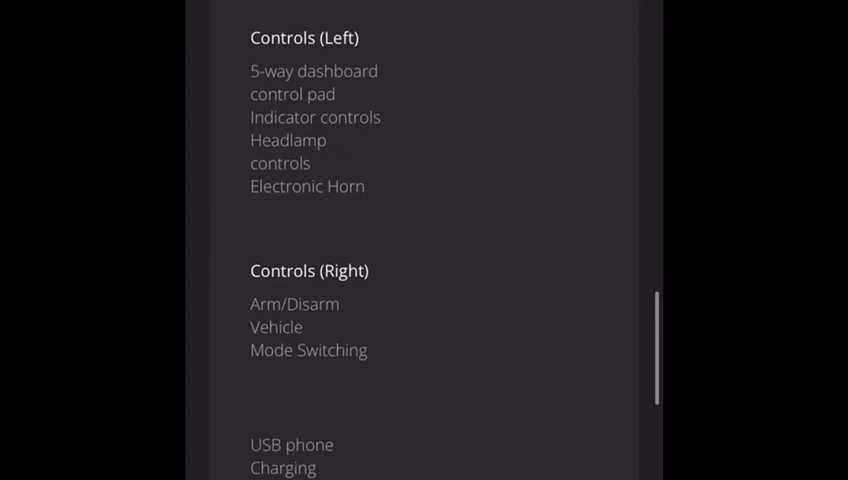 Controls (Left)
5-way dashboard
control pad
Indicator controls
Headlamp
controls
Electronic Horn
Controls (Right)
Arm/Disarm
Vehicle
Mode Switching
USB phone
Charging